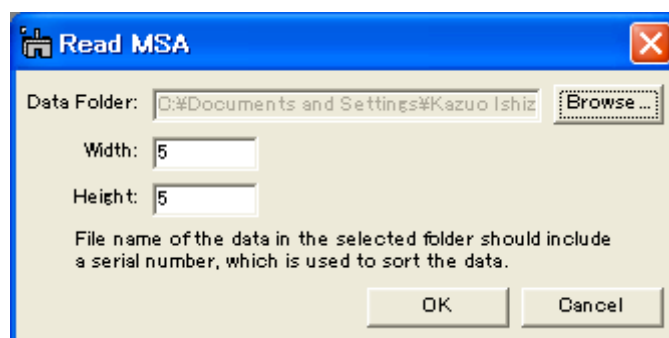 Read MSA
Data Folder: C:¥Documents and Settings¥Kazuo Ishiz Browse...
Width: 5
Height: 5
File name of the data in the selected folder should include
a serial number, which is used to sort the data.
OK Cancel